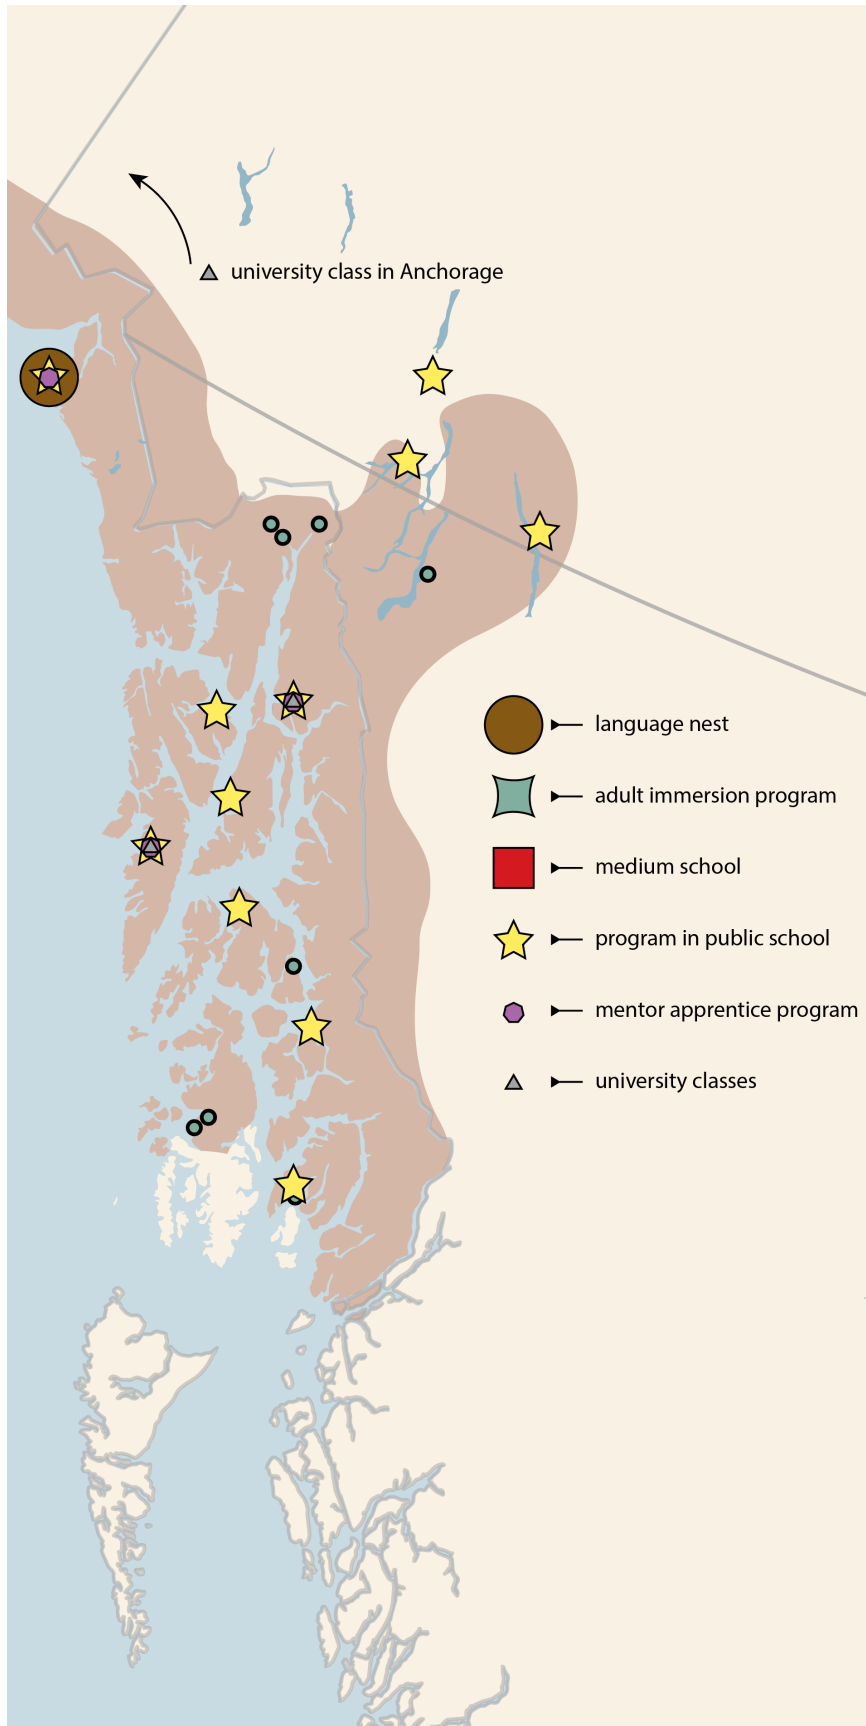 university class in Anchorage
language nest
adult immersion program
medium school
program in public school
mentor apprentice program
university classes